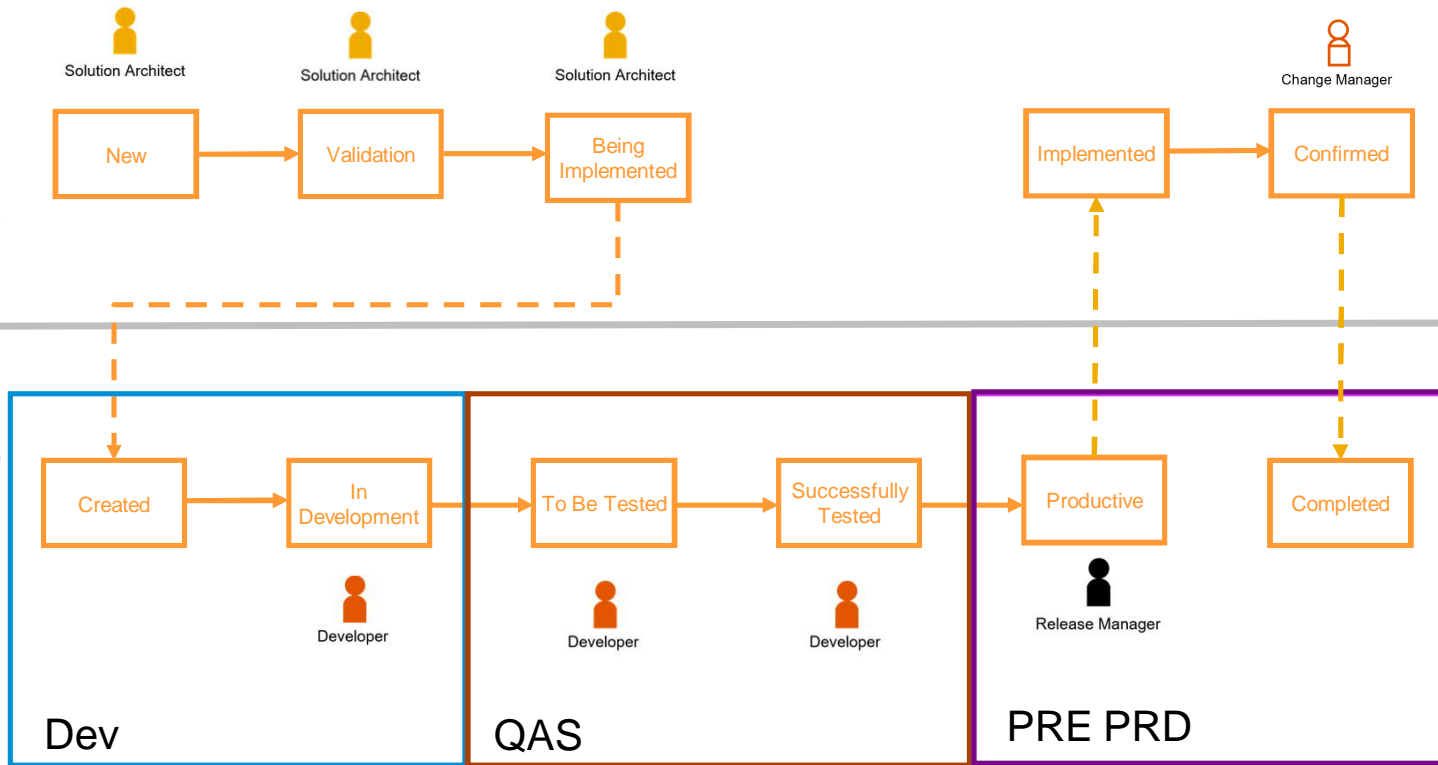 Solution Architect
Solution Architect
Solution Architect
Change Manager
New
Validation
Being
Implemented
Implemented
Confirmed
Created
In
Development
To Be Tested
Successfully
Tested
Productive
Completed
Developer
Developer
Developer
Release Manager
Dev
QAS
PRE PRD